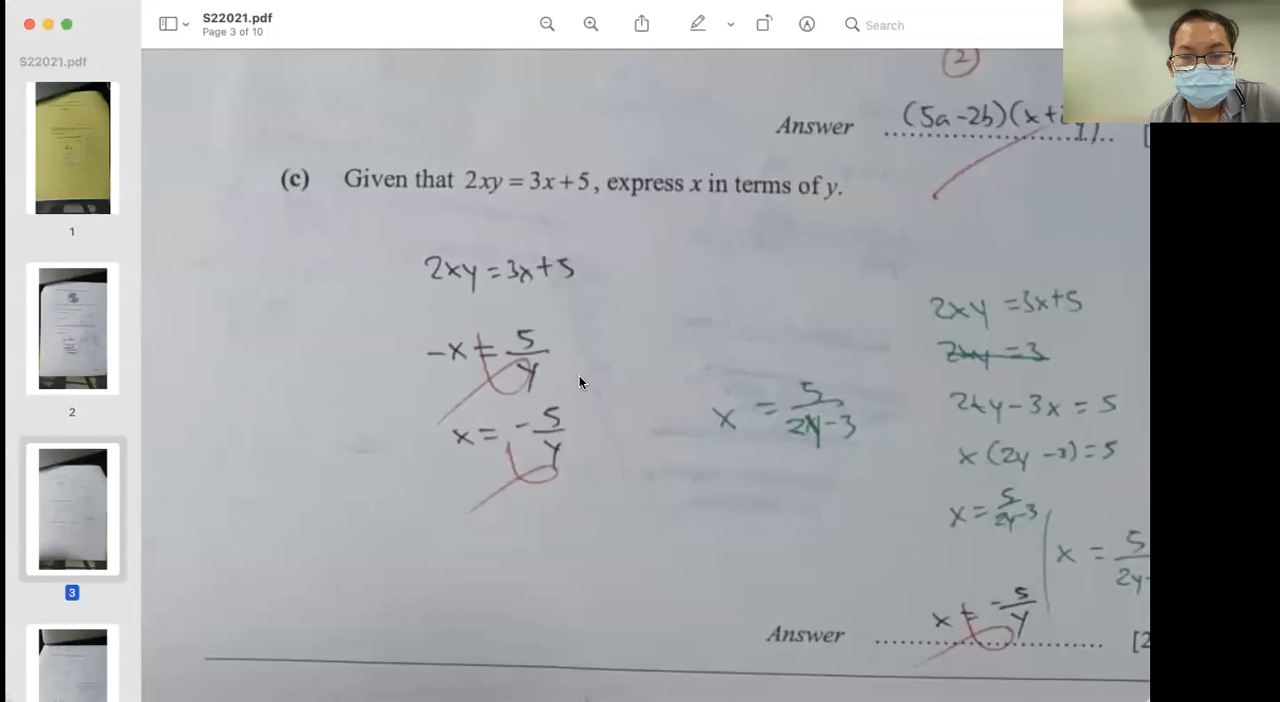 S22021.pdf
Page 3 of 10
Search
S22021.pdf
1
2
3
2
Answer (5a-2b)(x+
(c) Given that 2xy = 3x + 5, express x in terms of y.
2xy = 3x+5
-x = 5/y
x = -5/y
x = 5/2y-3
2xy = 3x+5
2xy = 3
2xy - 3x = 5
x(2y - 3) = 5
x = 5/2y-3
x = 5/2y-
x = -5/y
Answer [2